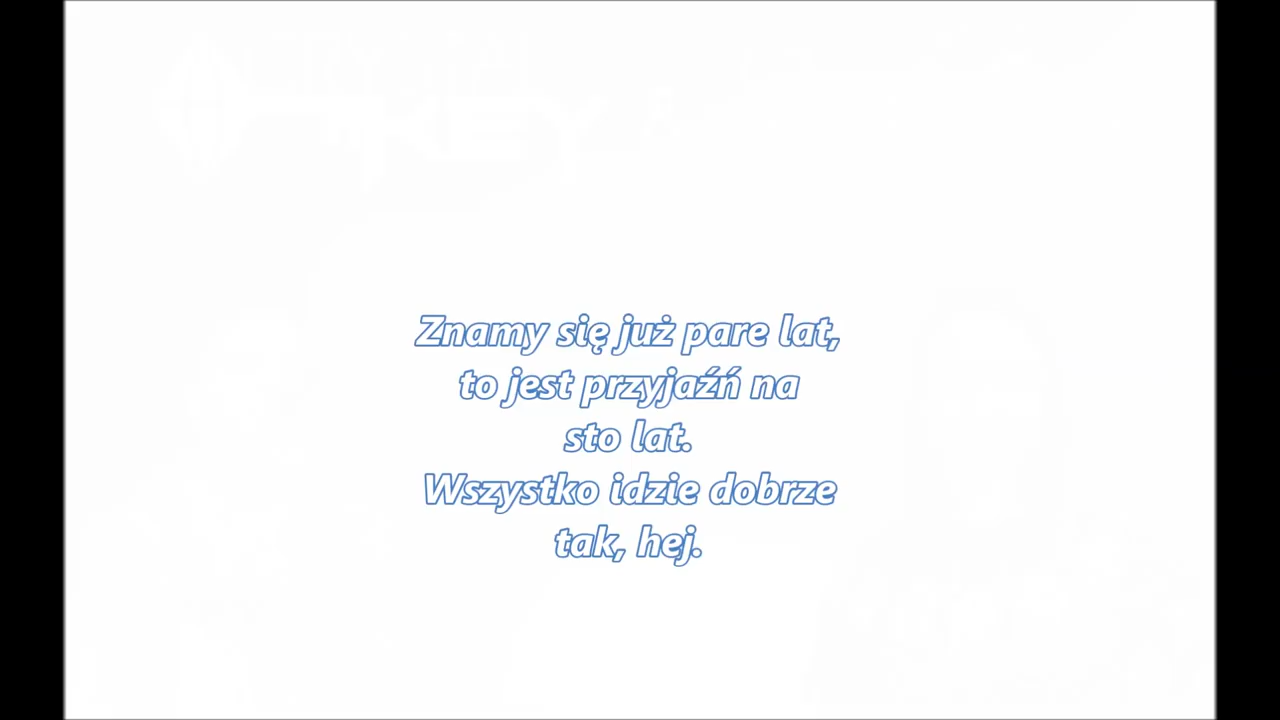 Znamy się już pare lat,
to jest przyjaźń na
sto lat.
Wszystko idzie dobrze
tak, hej.